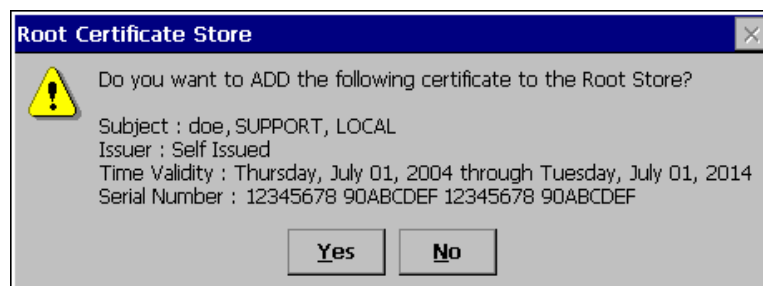 Root Certificate Store
Do you want to ADD the following certificate to the Root Store?
Subject : doe, SUPPORT, LOCAL
Issuer : Self Issued
Time Validity : Thursday, July 01, 2004 through Tuesday, July 01, 2014
Serial Number : 12345678 90ABCDEF 12345678 90ABCDEF
Yes No